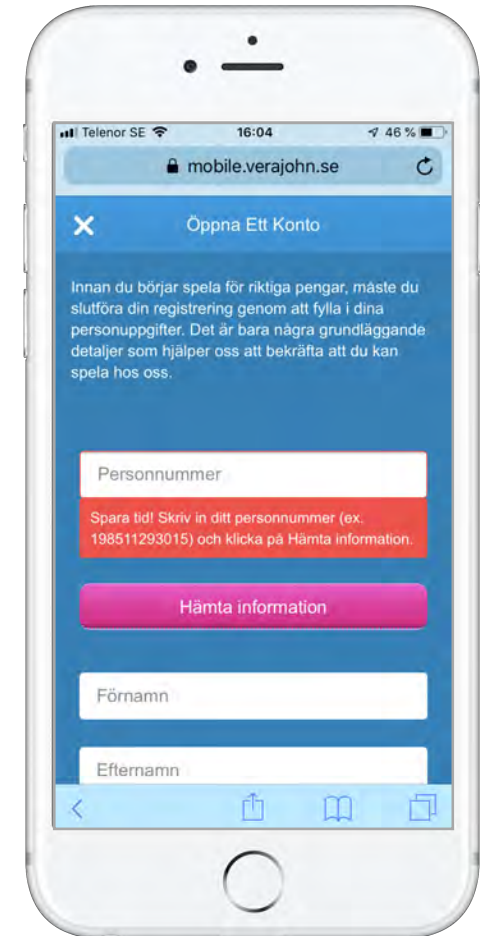 Telenor SE 16:04 46 %
mobile.verajohn.se
Öppna Ett Konto
Innan du börjar spela för riktiga pengar, måste du
slutföra din registrering genom att fylla i dina
personuppgifter. Det är bara några grundläggande
detaljer som hjälper oss att bekräfta att du kan
spela hos oss.
Personnummer
Spara tid! Skriv in ditt personnummer (ex.
198511293015) och klicka på Hämta information.
Hämta information
Förnamn
Efternamn